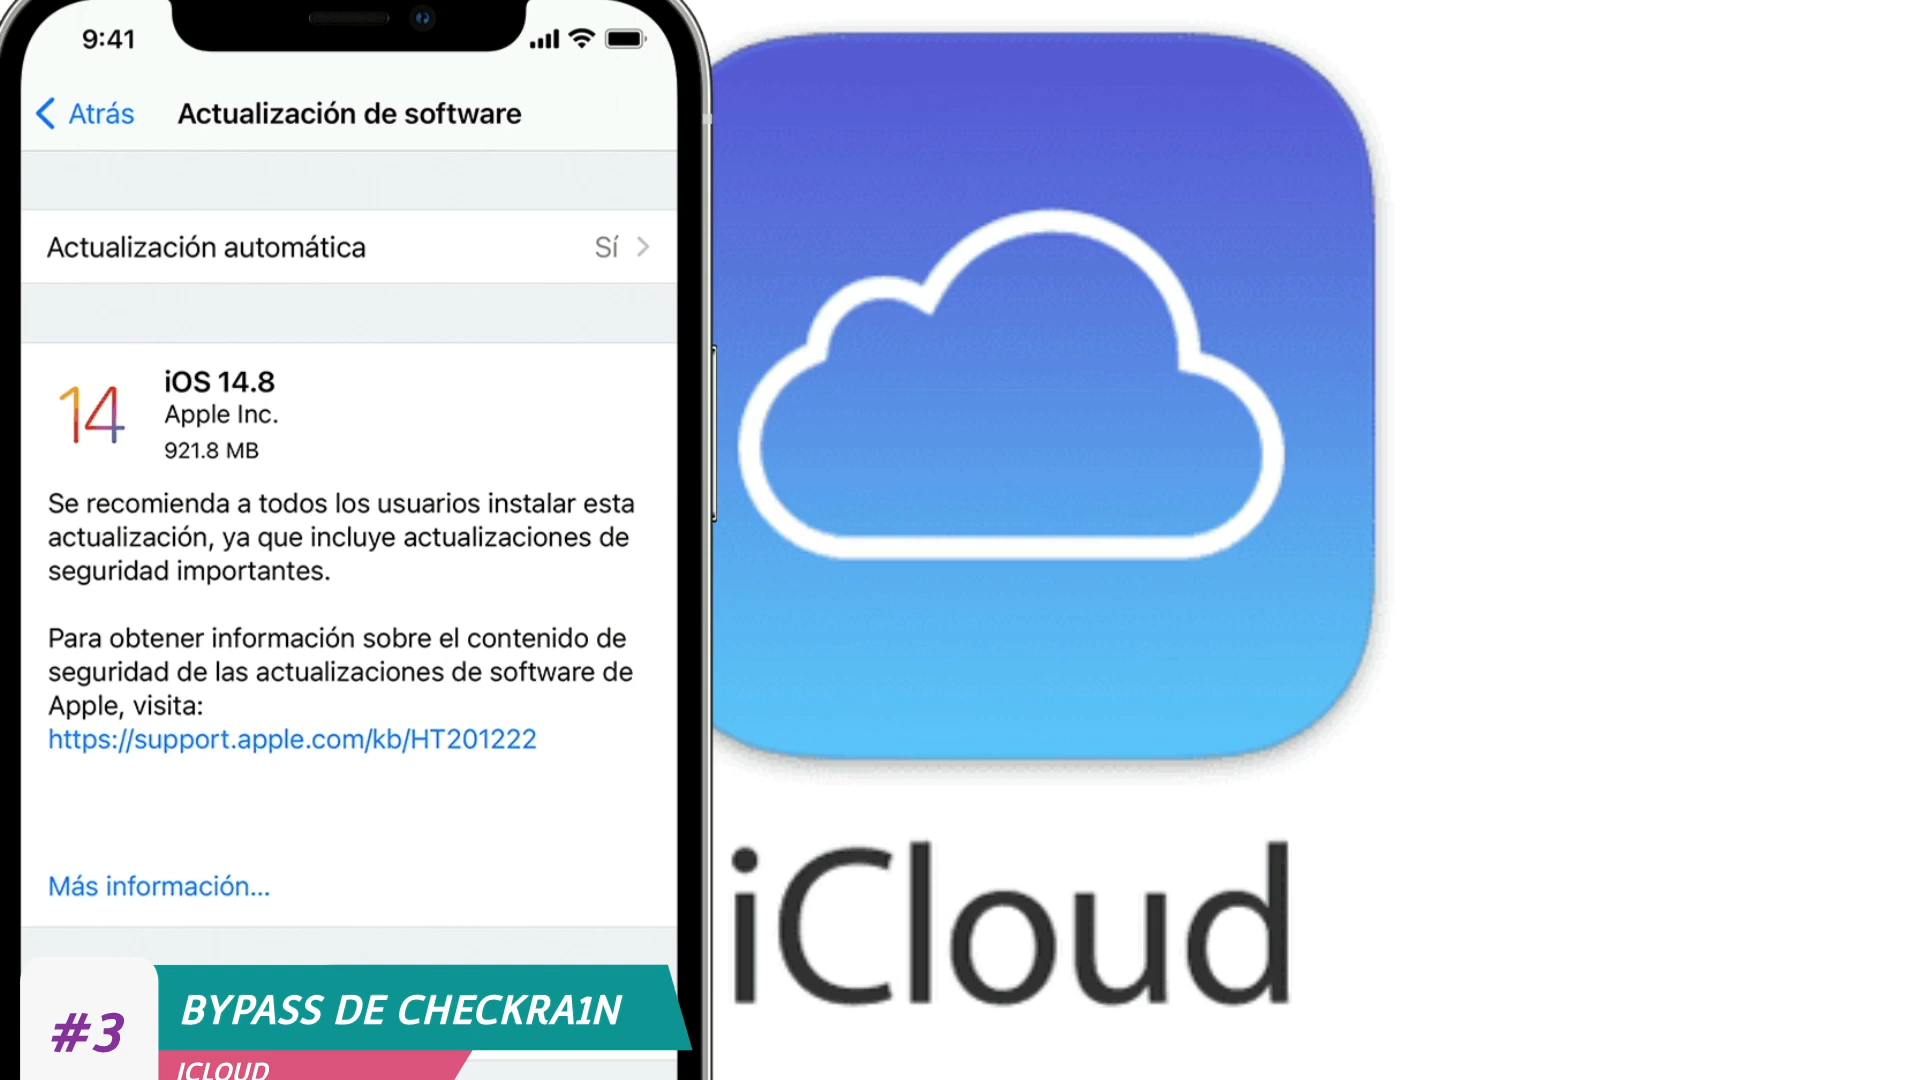 9:41
Atrás
Actualización de software
Actualización automática
Sí
14
iOS 14.8
Apple Inc.
921.8 MB
Se recomienda a todos los usuarios instalar esta
actualización, ya que incluye actualizaciones de
seguridad importantes.
Para obtener información sobre el contenido de
seguridad de las actualizaciones de software de
Apple, visita:
https://support.apple.com/kb/HT201222
Más información...
iCloud
#3
BYPASS DE CHECKRA1N
ICLOUD